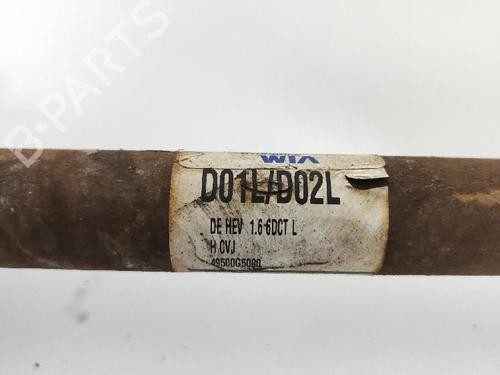 B-PARTS
WIA
D01L/D02L
DE HEV 1.6 6DCT L
H CVJ
49500G5000